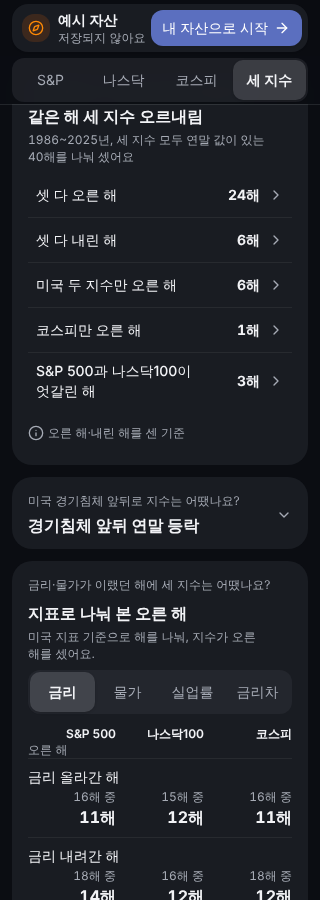 예시 자산
저장되지 않아요
내 자산으로 시작 →
S&P 나스닥 코스피 세 지수
같은 해 세 지수 오르내림
1986~2025년, 세 지수 모두 연말 값이 있는
40해를 나눠 셌어요
셋 다 오른 해 24해
셋 다 내린 해 6해
미국 두 지수만 오른 해 6해
코스피만 오른 해 1해
S&P 500과 나스닥100이
엇갈린 해 3해
오른 해·내린 해를 센 기준
미국 경기침체 앞뒤로 지수는 어땠나요?
경기침체 앞뒤 연말 등락
금리·물가가 이랬던 해에 세 지수는 어땠나요?
지표로 나눠 본 오른 해
미국 지표 기준으로 해를 나눠, 지수가 오른
해를 셌어요.
금리 물가 실업률 금리차
S&P 500 나스닥100 코스피
오른 해
금리 올라간 해
16해 중 15해 중 16해 중
11해 12해 11해
금리 내려간 해
18해 중 16해 중 18해 중
14해 12해 12해